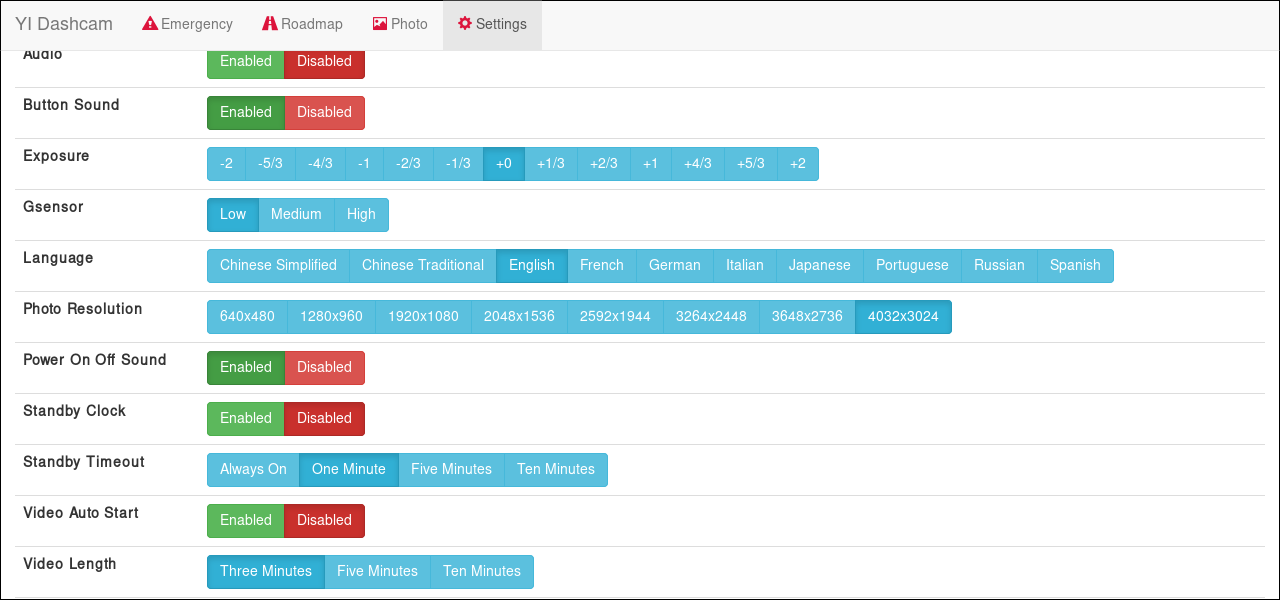 YI Dashcam Emergency Roadmap Photo Settings
Audio Enabled Disabled
Button Sound Enabled Disabled
Exposure -2 -5/3 -4/3 -1 -2/3 -1/3 +0 +1/3 +2/3 +1 +4/3 +5/3 +2
Gsensor Low Medium High
Language Chinese Simplified Chinese Traditional English French German Italian Japanese Portuguese Russian Spanish
Photo Resolution 640x480 1280x960 1920x1080 2048x1536 2592x1944 3264x2448 3648x2736 4032x3024
Power On Off Sound Enabled Disabled
Standby Clock Enabled Disabled
Standby Timeout Always On One Minute Five Minutes Ten Minutes
Video Auto Start Enabled Disabled
Video Length Three Minutes Five Minutes Ten Minutes